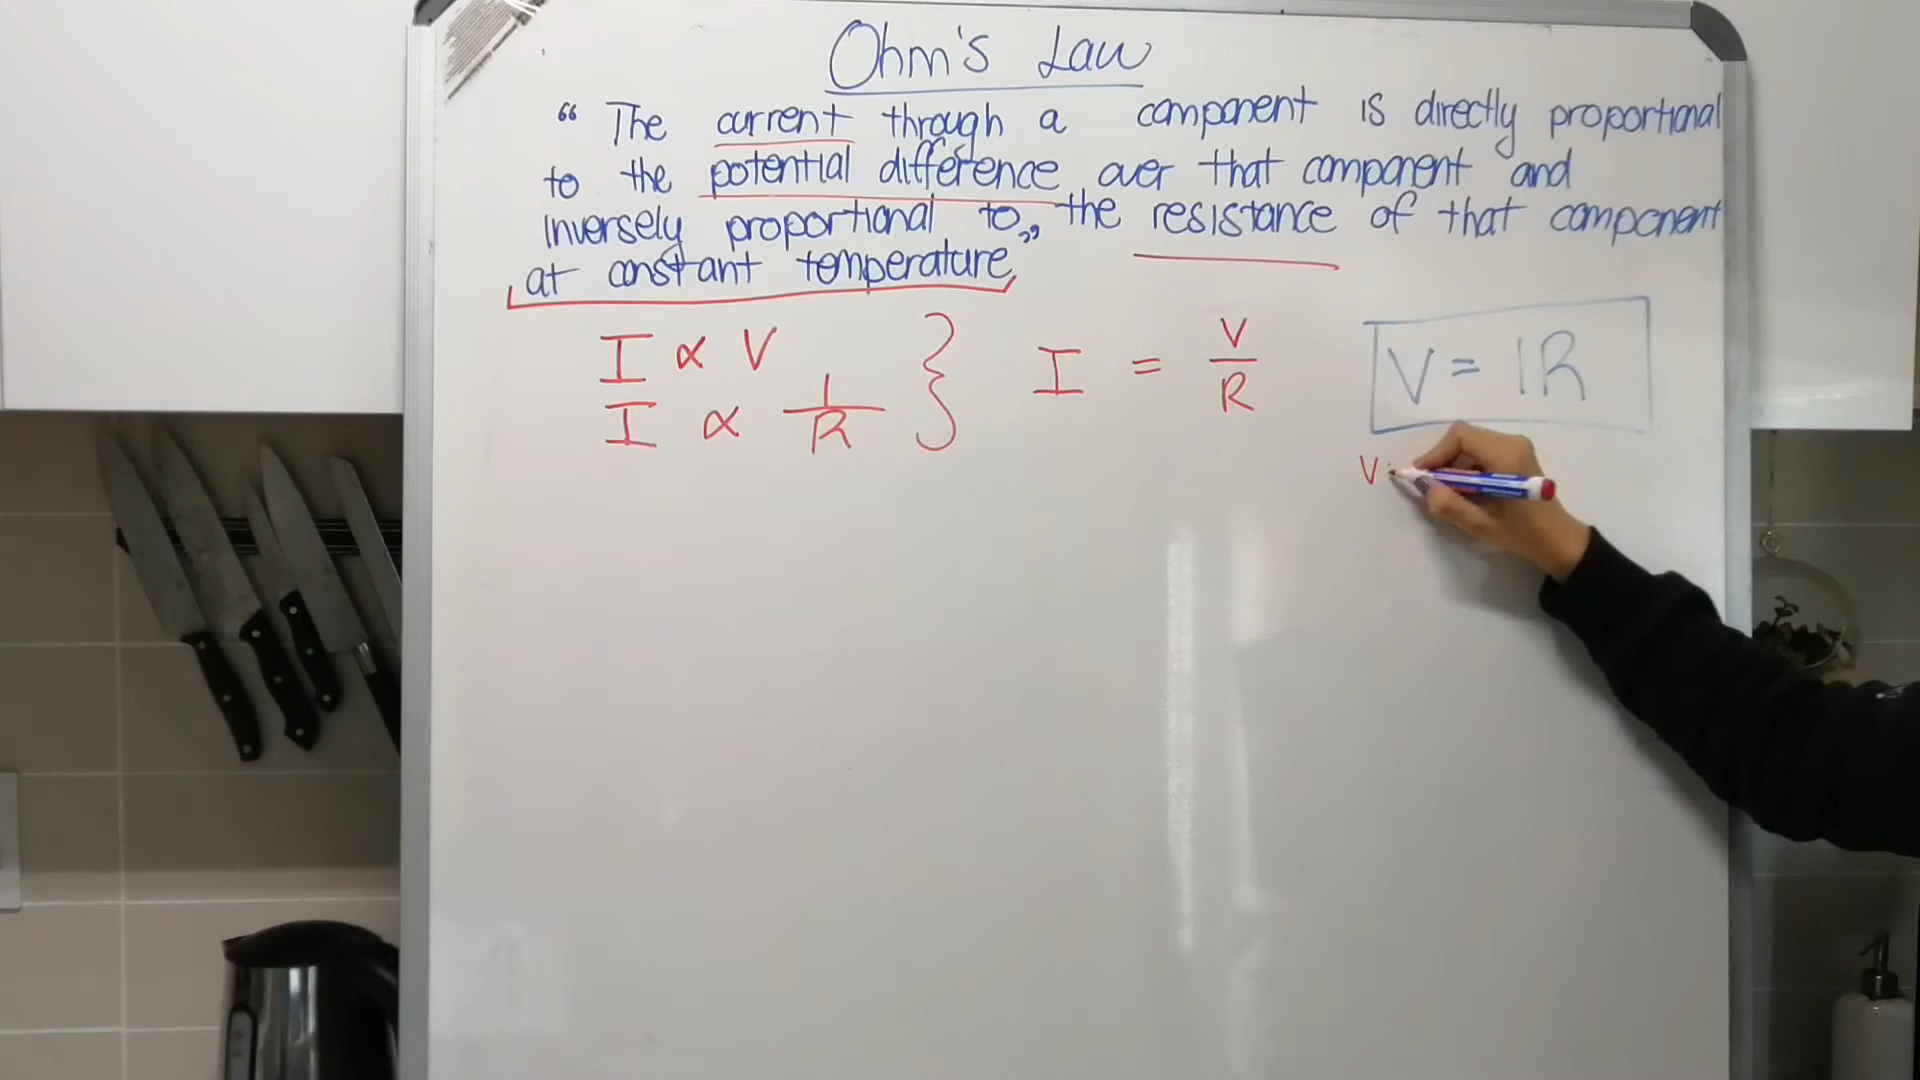 Ohm's Law
“ The current through a component is directly proportional
to the potential difference over that component and
inversely proportional to „ the resistance of that component
at constant temperature
I ∝ V
I ∝ 1/R
} I = V/R
V = IR
V